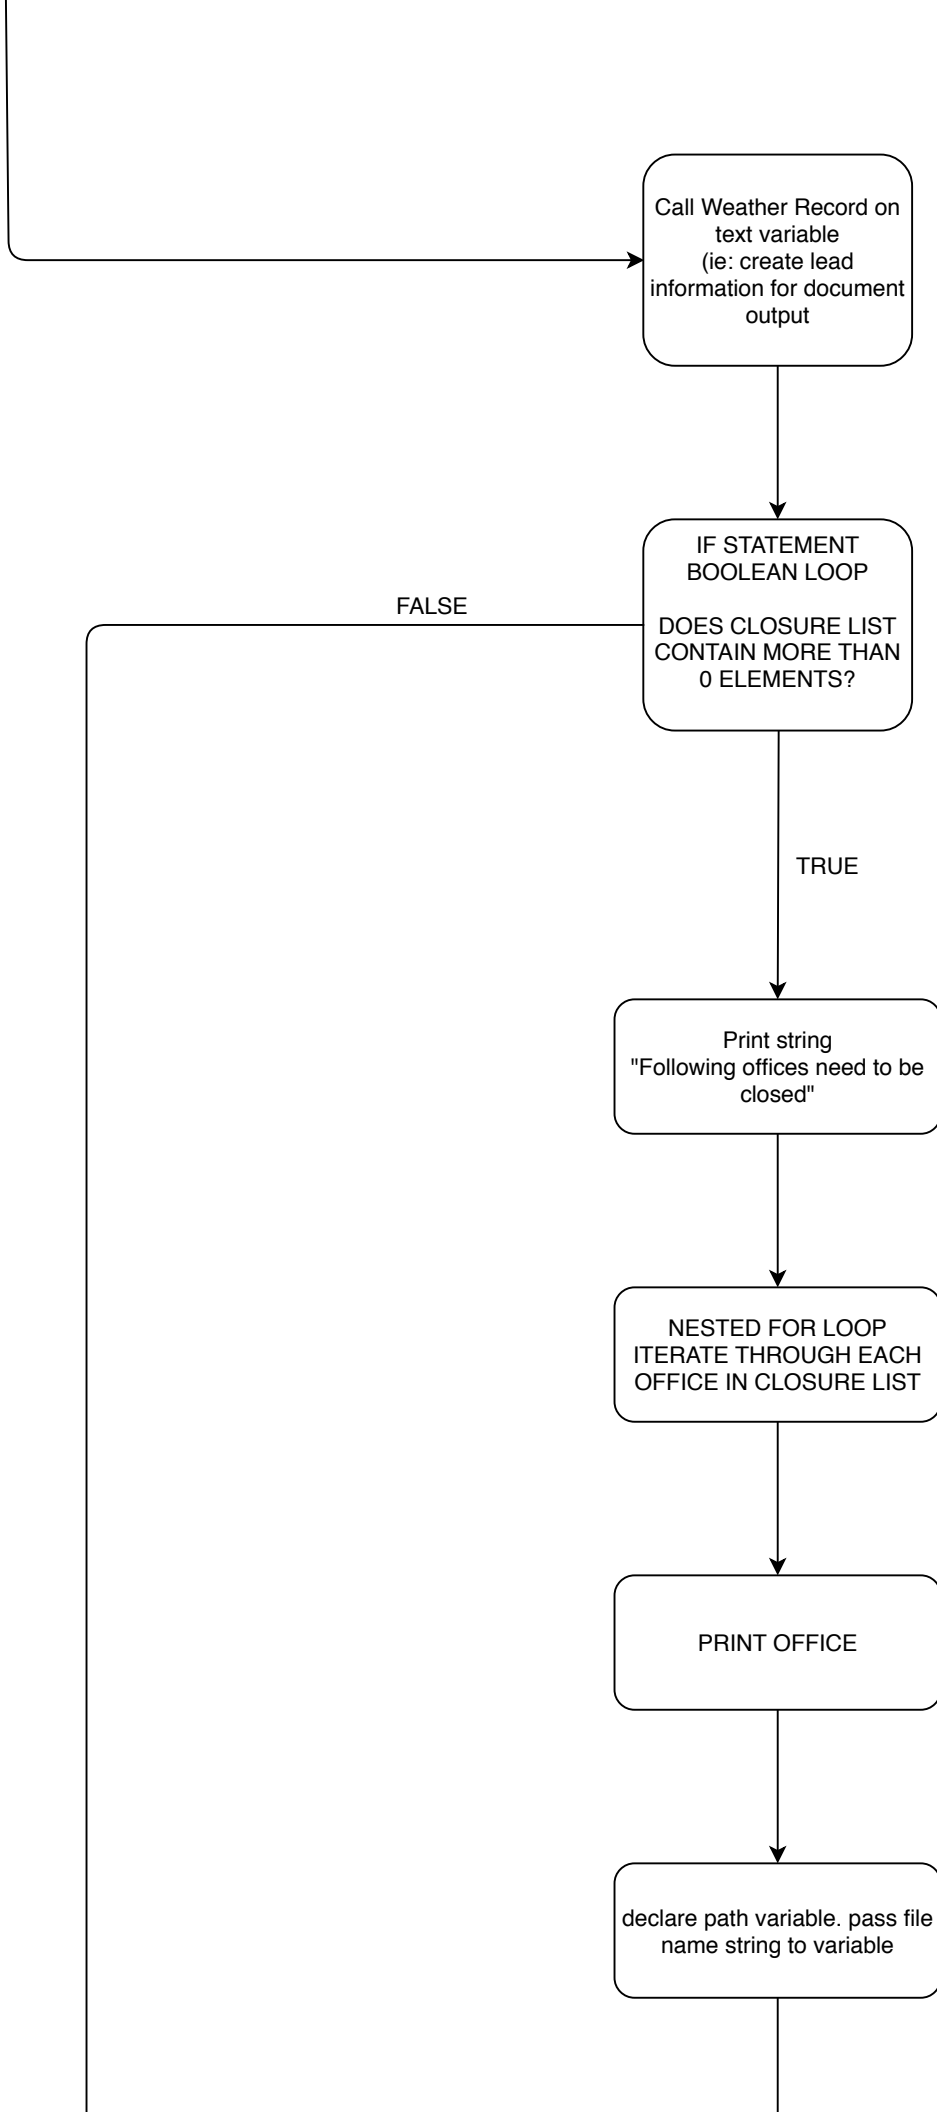 Call Weather Record on
text variable
(ie: create lead
information for document
output
IF STATEMENT
BOOLEAN LOOP
DOES CLOSURE LIST
CONTAIN MORE THAN
0 ELEMENTS?
FALSE
TRUE
Print string
"Following offices need to be
closed"
NESTED FOR LOOP
ITERATE THROUGH EACH
OFFICE IN CLOSURE LIST
PRINT OFFICE
declare path variable. pass file
name string to variable